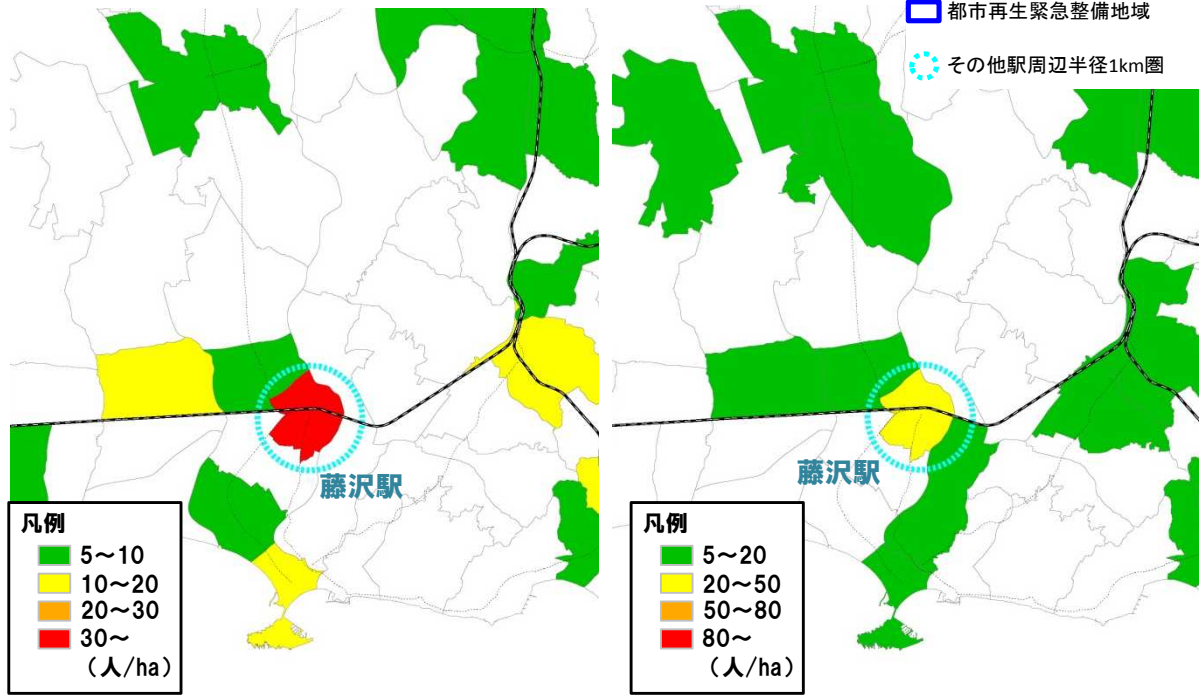 都市再生緊急整備地域
その他駅周辺半径1km圏
藤沢駅
凡例
5～10
10～20
20～30
30～
（人/ha）
藤沢駅
凡例
5～20
20～50
50～80
80～
（人/ha）